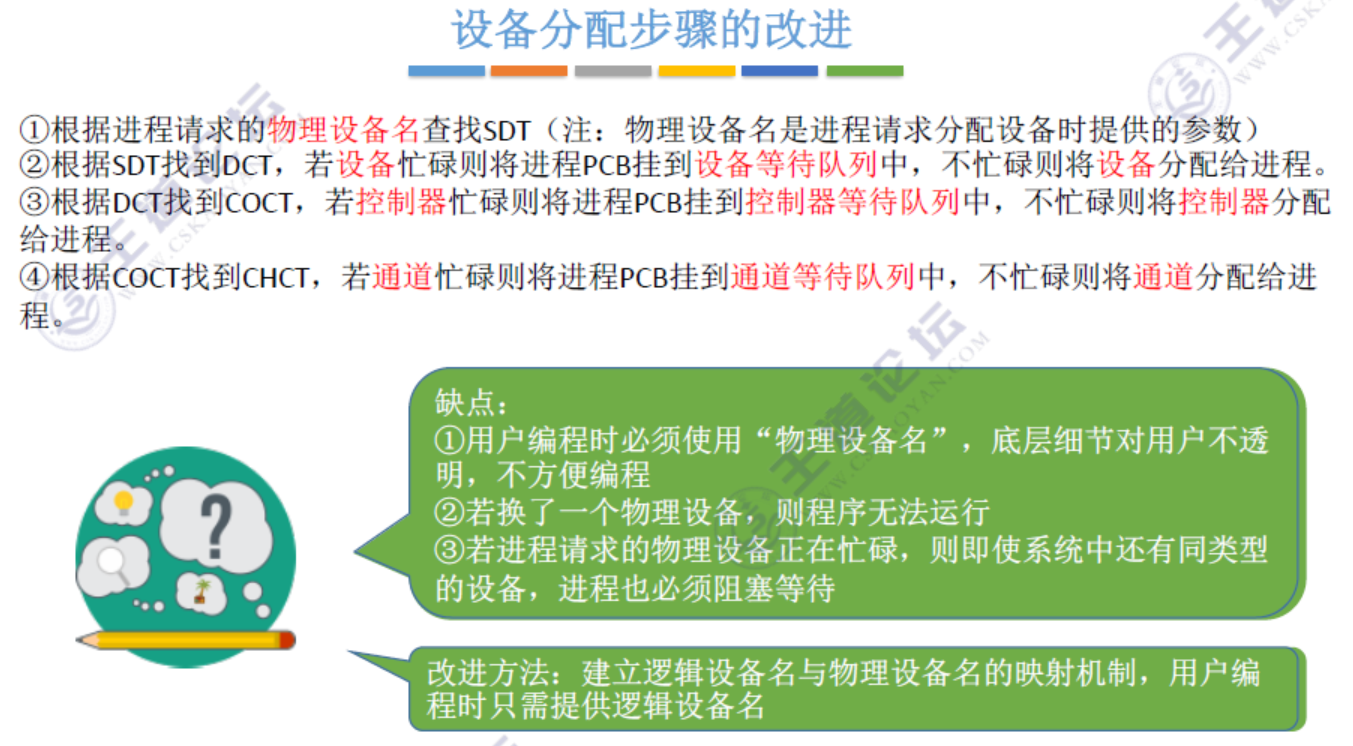 设备分配步骤的改进
①根据进程请求的物理设备名查找SDT（注：物理设备名是进程请求分配设备时提供的参数）
②根据SDT找到DCT，若设备忙碌则将进程PCB挂到设备等待队列中，不忙碌则将设备分配给进程。
③根据DCT找到COCT，若控制器忙碌则将进程PCB挂到控制器等待队列中，不忙碌则将控制器分配
给进程。
④根据COCT找到CHCT，若通道忙碌则将进程PCB挂到通道等待队列中，不忙碌则将通道分配给进
程。
缺点：
①用户编程时必须使用“物理设备名”，底层细节对用户不透
明，不方便编程
②若换了一个物理设备，则程序无法运行
③若进程请求的物理设备正在忙碌，则即使系统中还有同类型
的设备，进程也必须阻塞等待
改进方法：建立逻辑设备名与物理设备名的映射机制，用户编
程时只需提供逻辑设备名
王道论坛
WWW.CSKAOYAN.COM